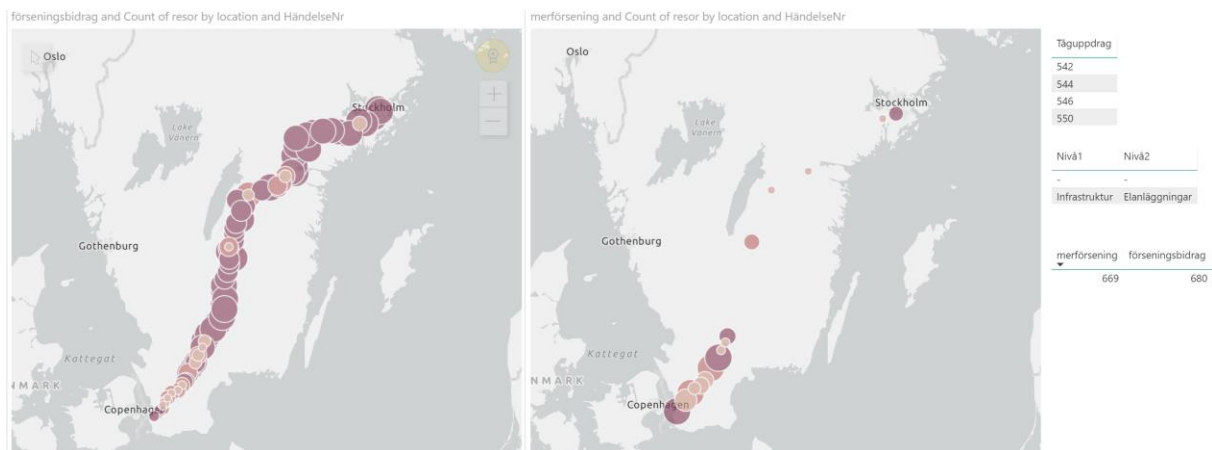 förseningsbidrag and Count of resor by location and HändelseNr
Oslo
Lake
Vänern
Stockholm
+
−
Gothenburg
Kattegat
NMARK
Copenhag
merförsening and Count of resor by location and HändelseNr
Oslo
Lake
Vänern
Stockholm
Gothenburg
Kattegat
NMARK
Copenhagen
Tåguppdrag
542
544
546
550
Nivå1 Nivå2
- -
Infrastruktur Elanläggningar
merförsening förseningsbidrag
669 680